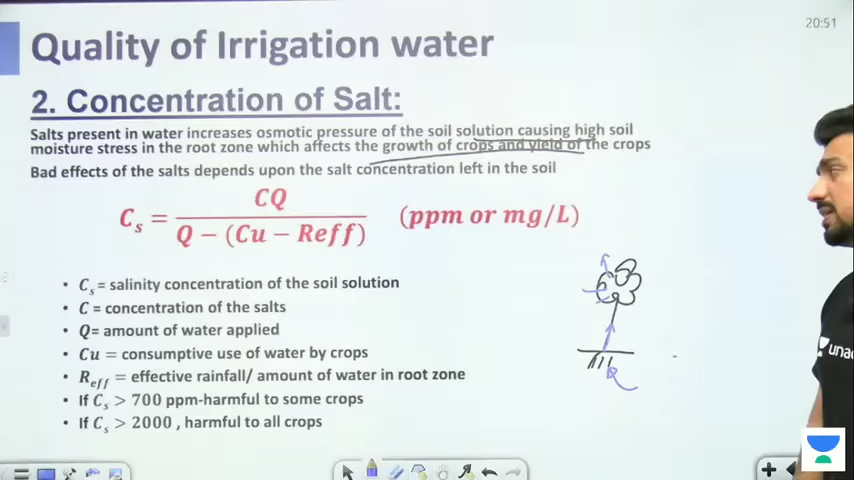 20:51
Quality of Irrigation water
2. Concentration of Salt:
Salts present in water increases osmotic pressure of the soil solution causing high soil
moisture stress in the root zone which affects the growth of crops and yield of the crops
Bad effects of the salts depends upon the salt concentration left in the soil
Cₛ = CQ / Q − (Cu − Reff) (ppm or mg/L)
• Cₛ = salinity concentration of the soil solution
• C = concentration of the salts
• Q= amount of water applied
• Cu = consumptive use of water by crops
• R_eff = effective rainfall/ amount of water in root zone
• If Cₛ > 700 ppm-harmful to some crops
• If Cₛ > 2000 , harmful to all crops